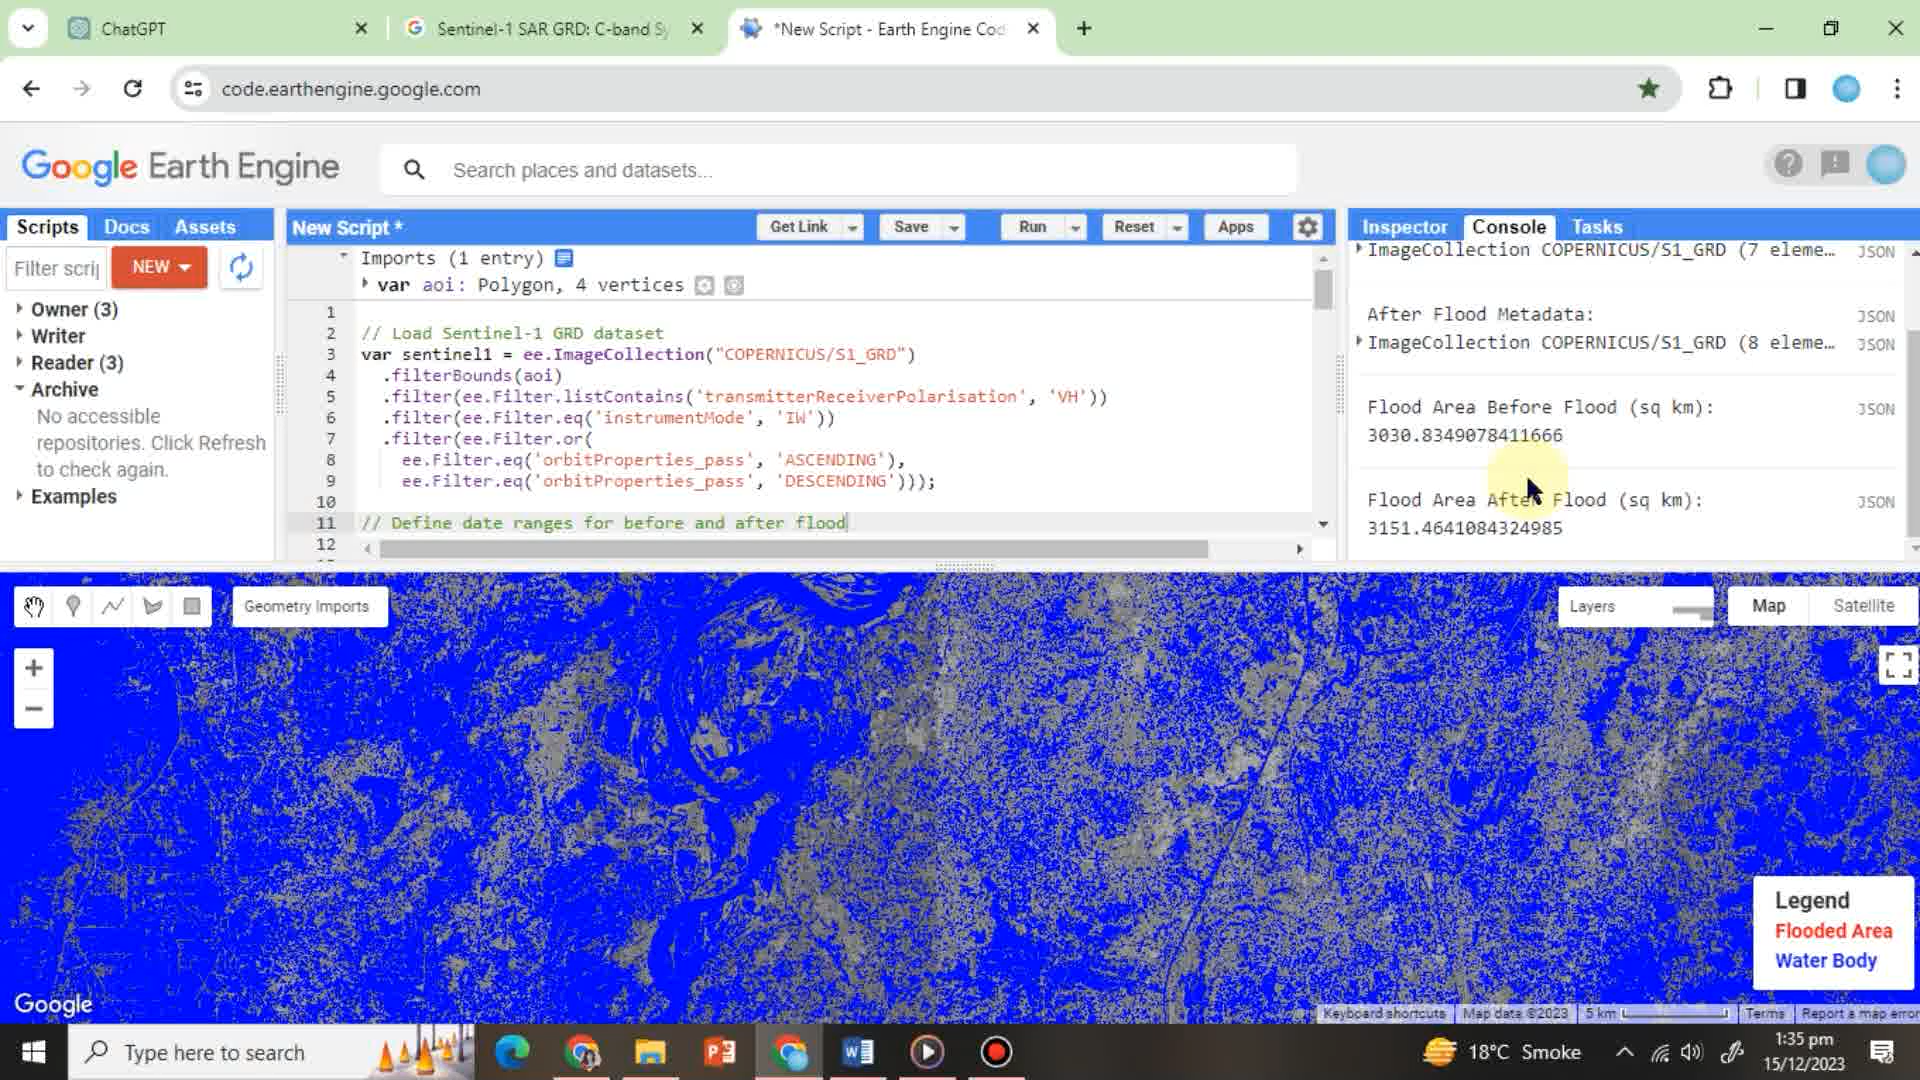 ChatGPT
Sentinel-1 SAR GRD: C-band Sy
*New Script - Earth Engine Cod
code.earthengine.google.com
Google Earth Engine
Search places and datasets...
Scripts Docs Assets
Filter scrip
NEW
Owner (3)
Writer
Reader (3)
Archive
No accessible
repositories. Click Refresh
to check again.
Examples
New Script *
Get Link
Save
Run
Reset
Apps
Imports (1 entry)
var aoi: Polygon, 4 vertices
1
2 // Load Sentinel-1 GRD dataset
3 var sentinel1 = ee.ImageCollection("COPERNICUS/S1_GRD")
4 .filterBounds(aoi)
5 .filter(ee.Filter.listContains('transmitterReceiverPolarisation', 'VH'))
6 .filter(ee.Filter.eq('instrumentMode', 'IW'))
7 .filter(ee.Filter.or(
8 ee.Filter.eq('orbitProperties_pass', 'ASCENDING'),
9 ee.Filter.eq('orbitProperties_pass', 'DESCENDING')));
10
11 // Define date ranges for before and after flood
12
Inspector Console Tasks
ImageCollection COPERNICUS/S1_GRD (7 eleme... JSON
After Flood Metadata: JSON
ImageCollection COPERNICUS/S1_GRD (8 eleme... JSON
Flood Area Before Flood (sq km): JSON
3030.8349078411666
Flood Area After Flood (sq km): JSON
3151.4641084324985
Geometry Imports
Layers
Map
Satellite
Legend
Flooded Area
Water Body
Google
Keyboard shortcuts
Map data ©2023
5 km
Terms
Report a map error
Type here to search
18°C Smoke
1:35 pm
15/12/2023